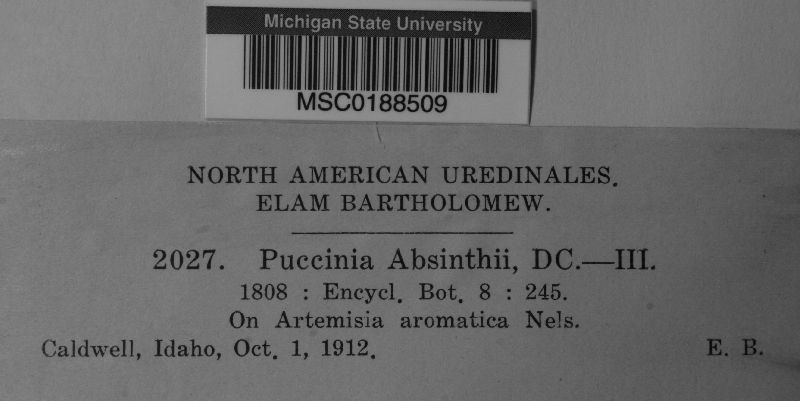 Michigan State University
MSC0188509
NORTH AMERICAN UREDINALES.
ELAM BARTHOLOMEW.
2027. Puccinia Absinthii, DC.—III.
1808 : Encycl. Bot. 8 : 245.
On Artemisia aromatica Nels.
Caldwell, Idaho, Oct. 1, 1912. E. B.